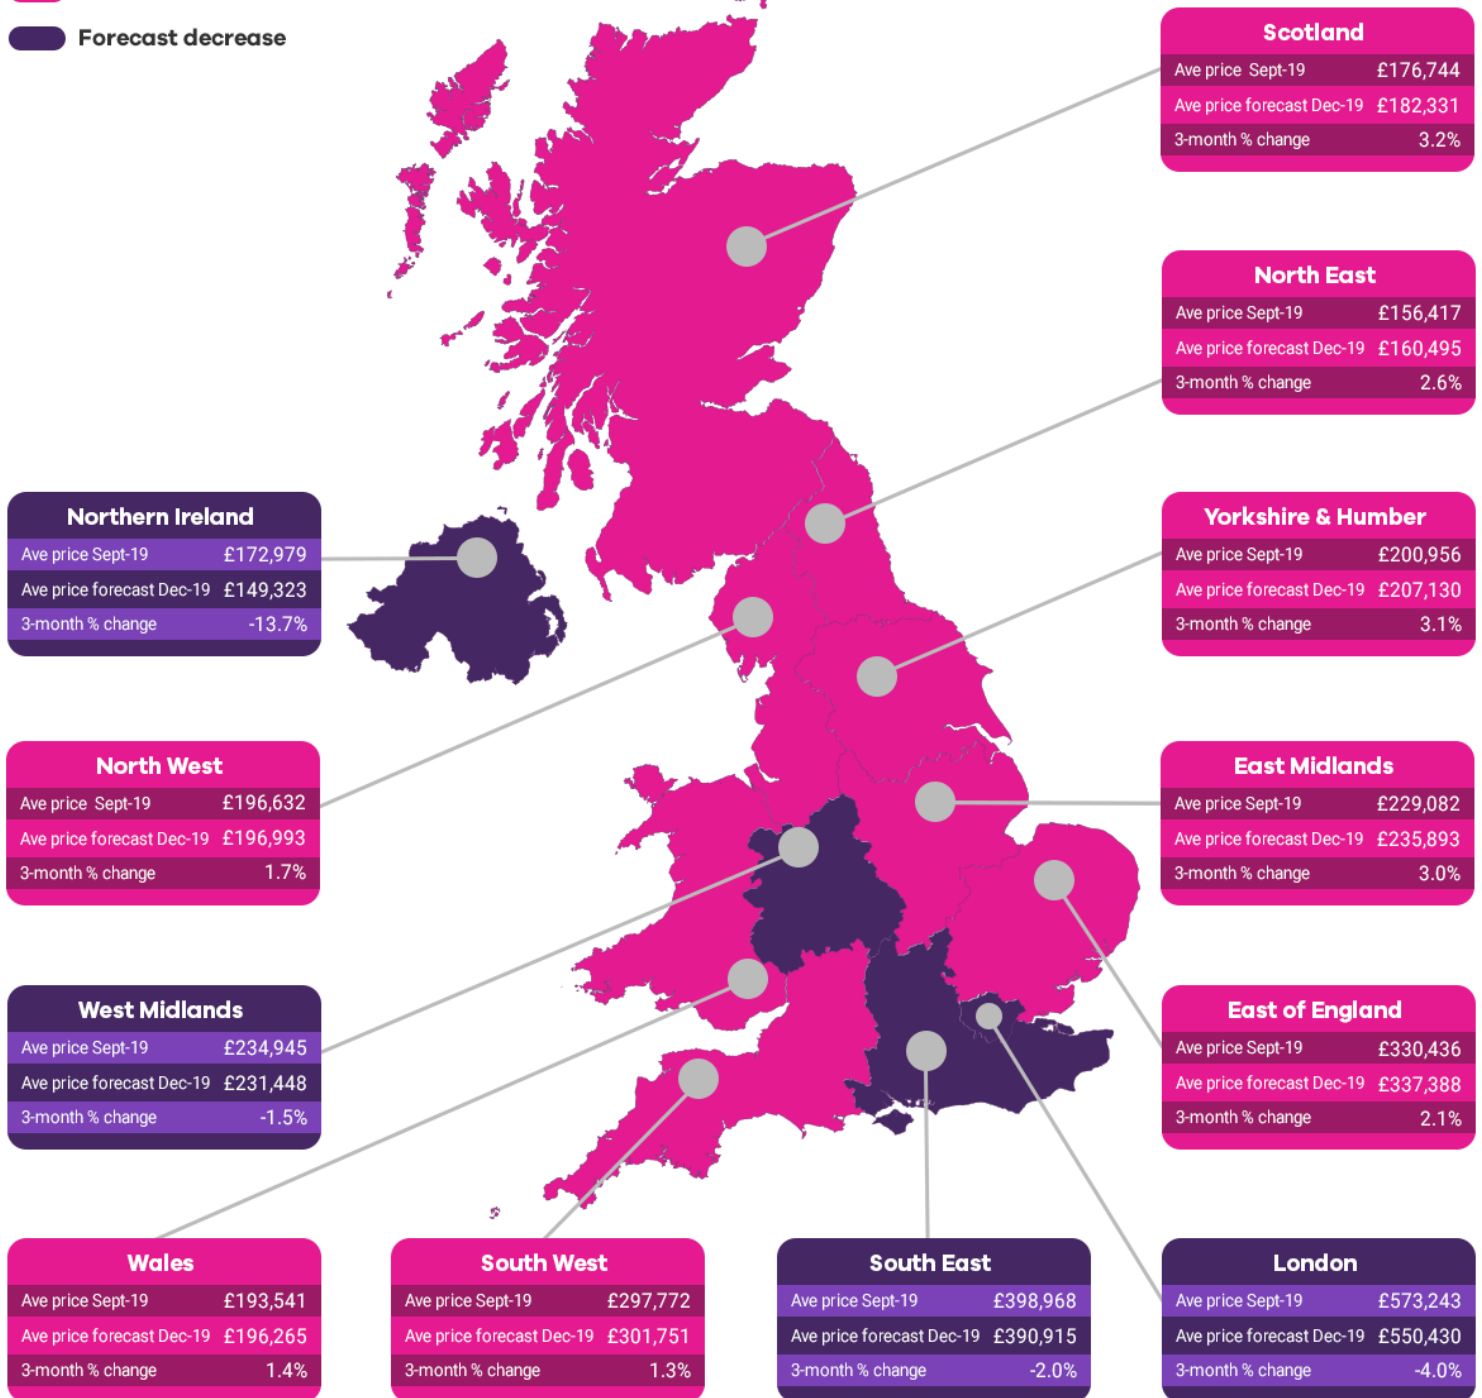 Forecast decrease
Scotland
Ave price Sept-19 £176,744
Ave price forecast Dec-19 £182,331
3-month % change 3.2%
North East
Ave price Sept-19 £156,417
Ave price forecast Dec-19 £160,495
3-month % change 2.6%
Northern Ireland
Ave price Sept-19 £172,979
Ave price forecast Dec-19 £149,323
3-month % change -13.7%
Yorkshire & Humber
Ave price Sept-19 £200,956
Ave price forecast Dec-19 £207,130
3-month % change 3.1%
North West
Ave price Sept-19 £196,632
Ave price forecast Dec-19 £196,993
3-month % change 1.7%
East Midlands
Ave price Sept-19 £229,082
Ave price forecast Dec-19 £235,893
3-month % change 3.0%
West Midlands
Ave price Sept-19 £234,945
Ave price forecast Dec-19 £231,448
3-month % change -1.5%
East of England
Ave price Sept-19 £330,436
Ave price forecast Dec-19 £337,388
3-month % change 2.1%
Wales
Ave price Sept-19 £193,541
Ave price forecast Dec-19 £196,265
3-month % change 1.4%
South West
Ave price Sept-19 £297,772
Ave price forecast Dec-19 £301,751
3-month % change 1.3%
South East
Ave price Sept-19 £398,968
Ave price forecast Dec-19 £390,915
3-month % change -2.0%
London
Ave price Sept-19 £573,243
Ave price forecast Dec-19 £550,430
3-month % change -4.0%